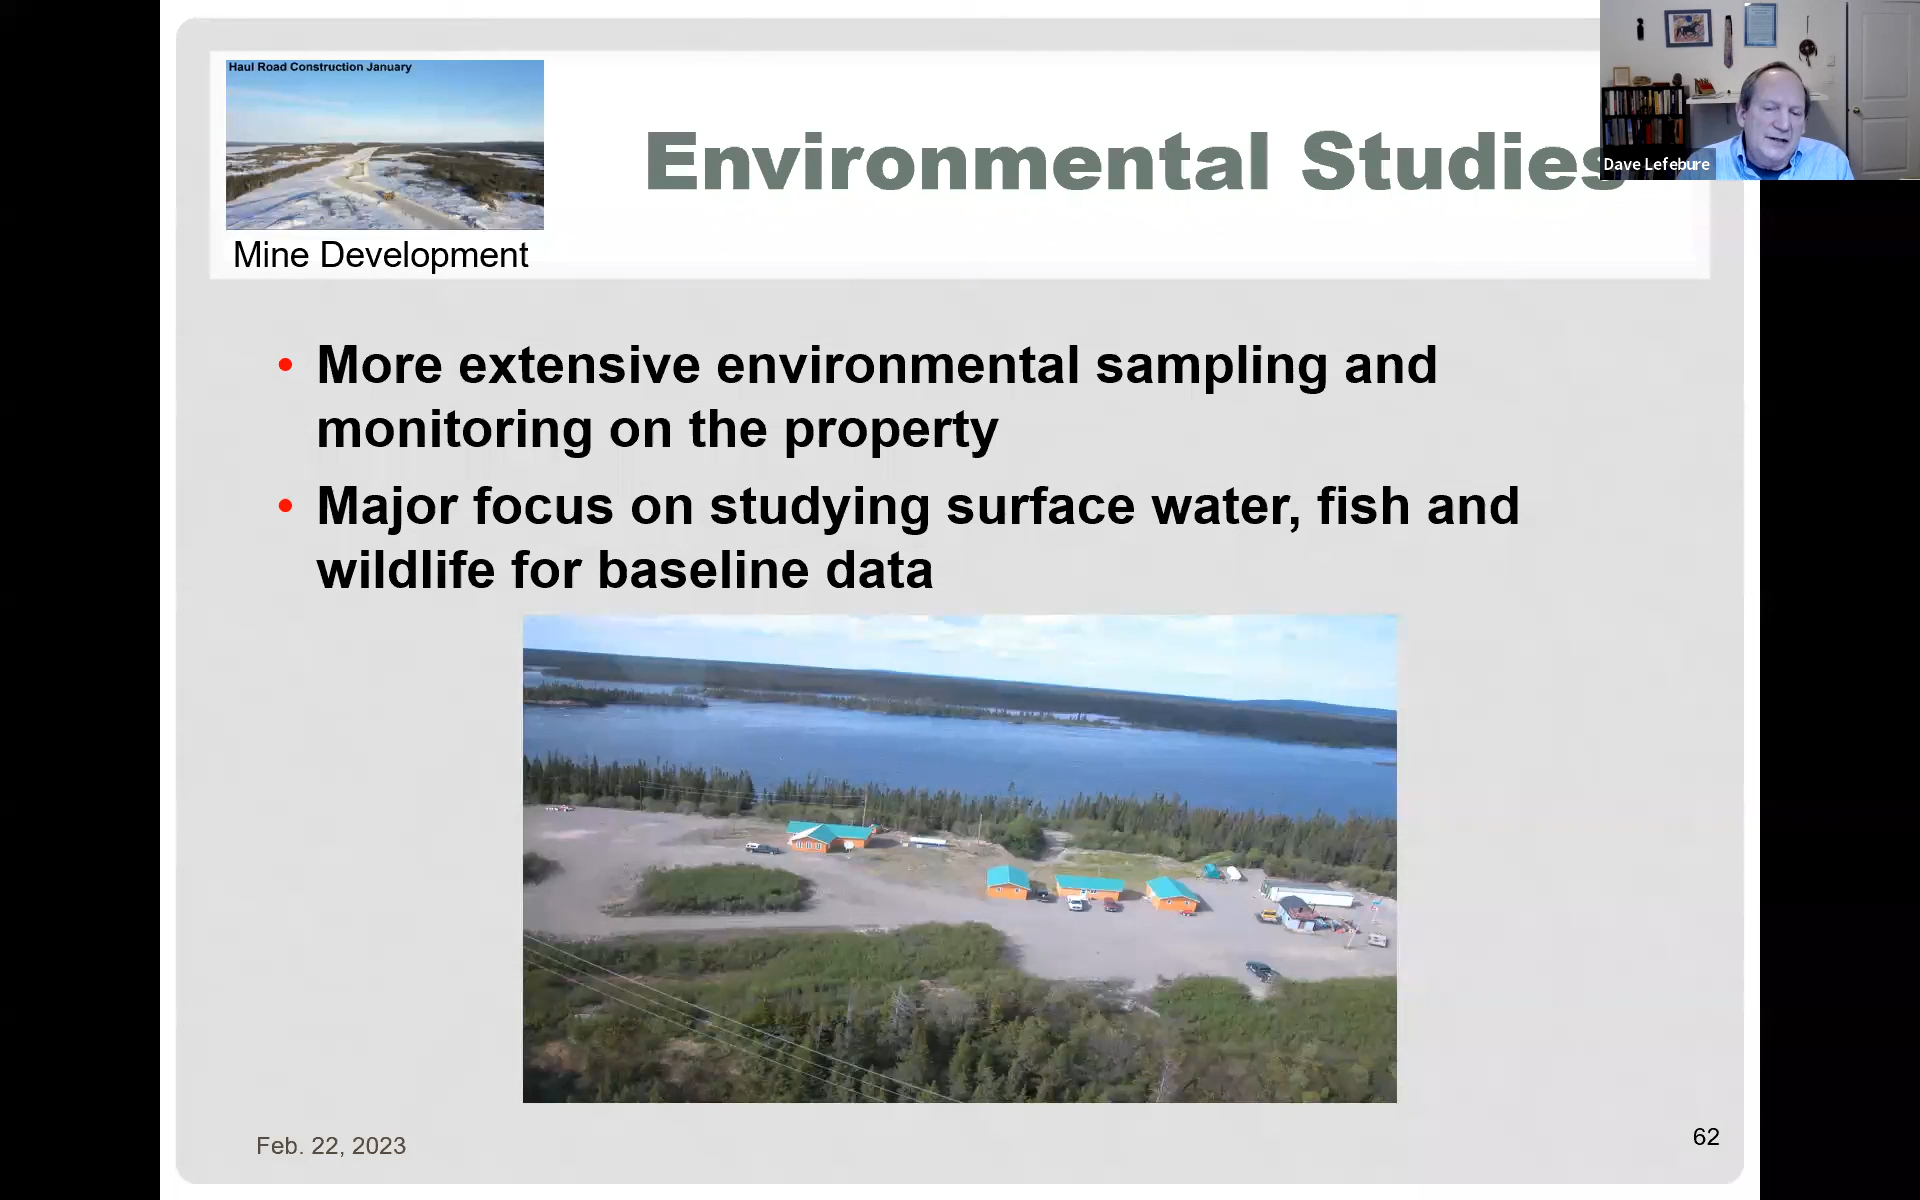 Haul Road Construction January
Environmental Studies
Dave Lefebure
Mine Development
• More extensive environmental sampling and
monitoring on the property
• Major focus on studying surface water, fish and
wildlife for baseline data
Feb. 22, 2023
62